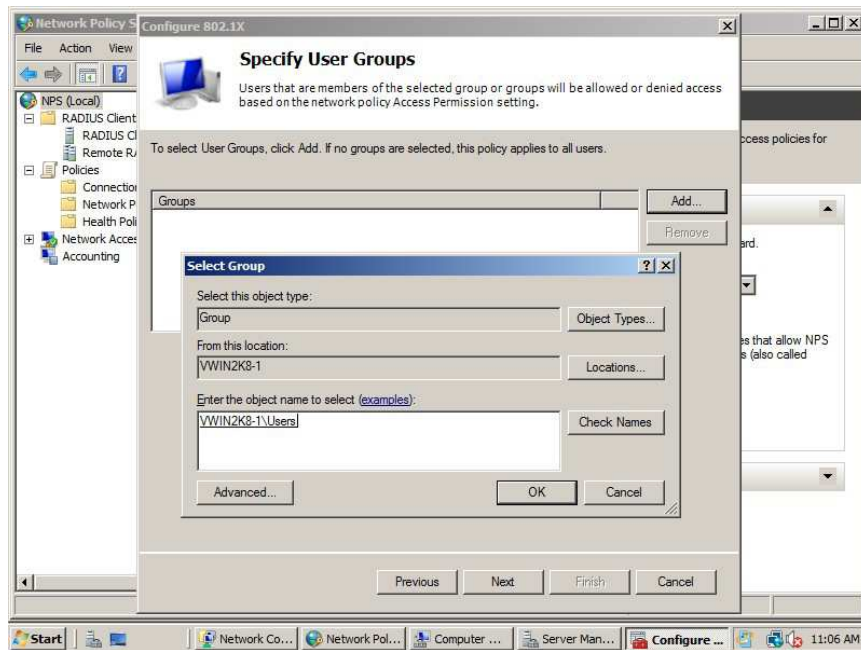 Network Policy S
Configure 802.1X
File Action View
Specify User Groups
Users that are members of the selected group or groups will be allowed or denied access
based on the network policy Access Permission setting.
NPS (Local)
RADIUS Client
RADIUS Cl
Remote RA
Policies
Connection
Network P
Health Poli
Network Acces
Accounting
To select User Groups, click Add. If no groups are selected, this policy applies to all users.
ccess policies for
Groups
Add...
Remove
ard.
Select Group
Select this object type:
Group
Object Types...
From this location:
VWIN2K8-1
Locations...
es that allow NPS
s (also called
Enter the object name to select (examples):
VWIN2K8-1\Users
Check Names
Advanced...
OK
Cancel
Previous
Next
Finish
Cancel
Start
Network Co...
Network Pol...
Computer ...
Server Man...
Configure ...
11:06 AM